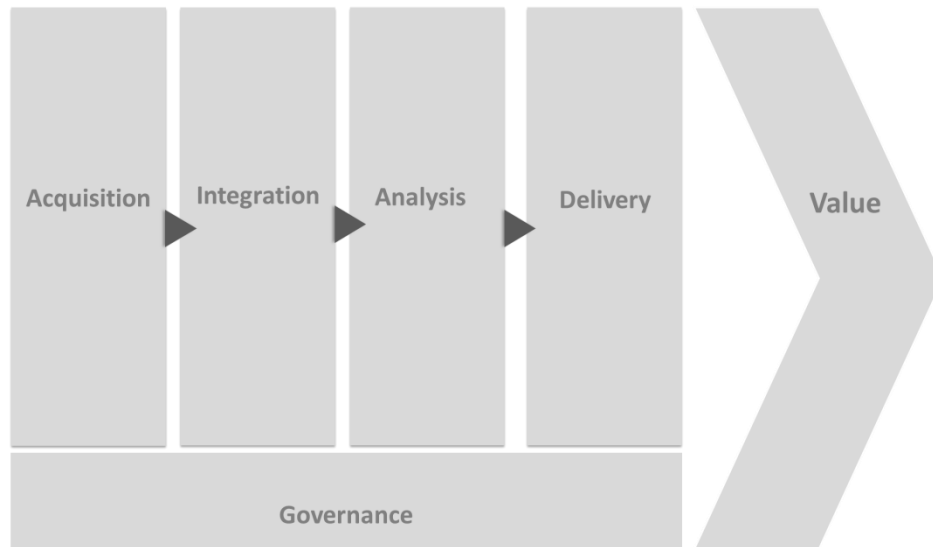 Acquisition
Integration
Analysis
Delivery
Value
Governance